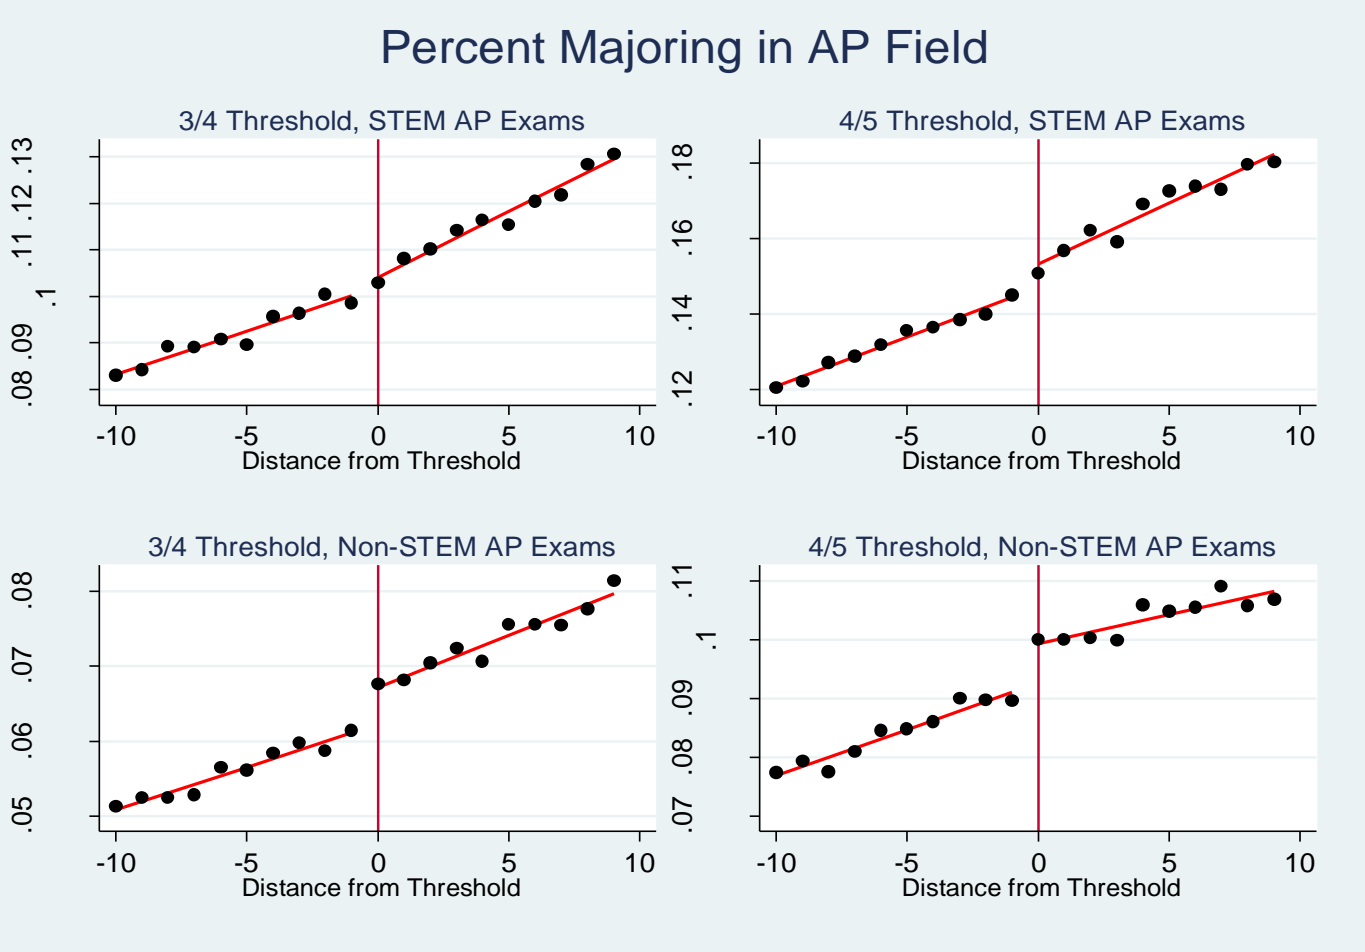 Percent Majoring in AP Field
3/4 Threshold, STEM AP Exams
.08 .09 .1 .11 .12 .13
-10 -5 0 5 10
Distance from Threshold
4/5 Threshold, STEM AP Exams
.12 .14 .16 .18
-10 -5 0 5 10
Distance from Threshold
3/4 Threshold, Non-STEM AP Exams
.05 .06 .07 .08
-10 -5 0 5 10
Distance from Threshold
4/5 Threshold, Non-STEM AP Exams
.07 .08 .09 .1 .11
-10 -5 0 5 10
Distance from Threshold